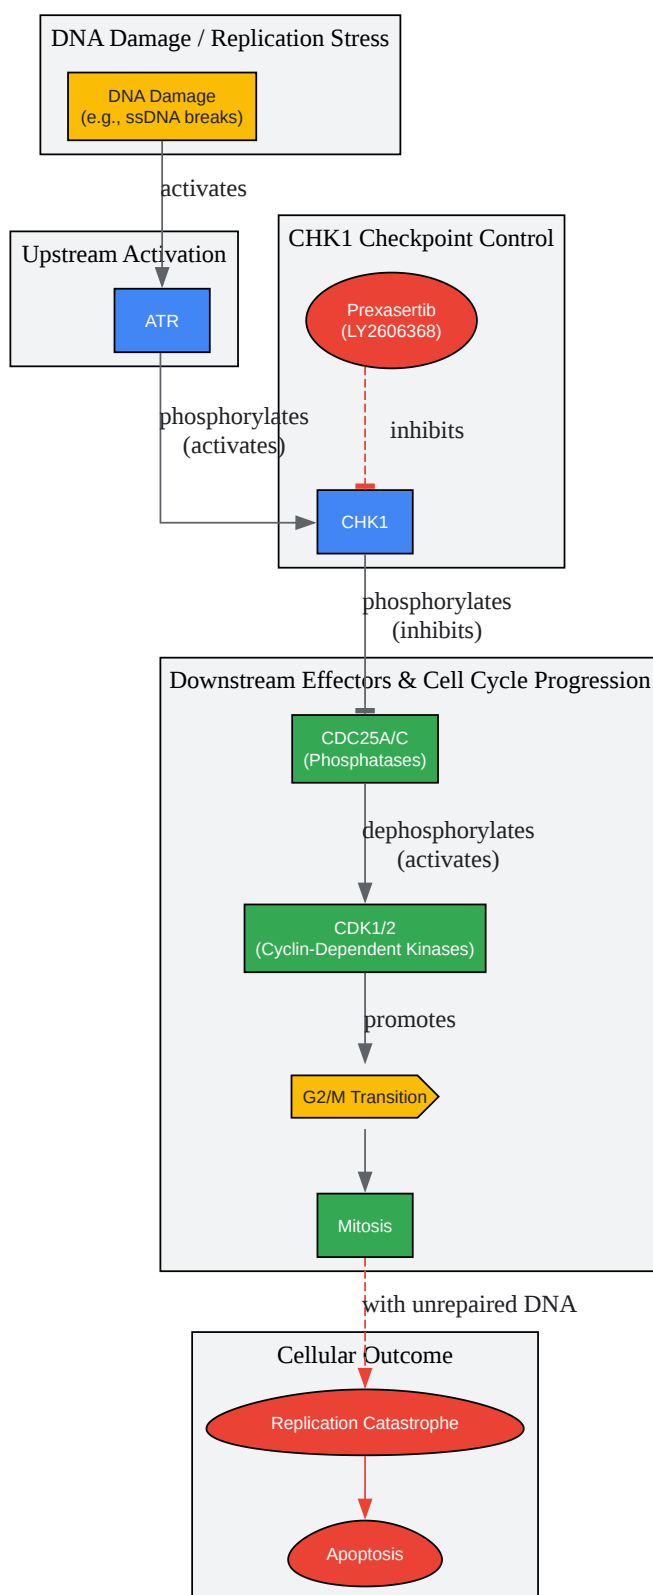 DNA Damage / Replication Stress
DNA Damage
(e.g., ssDNA breaks)
activates
Upstream Activation
ATR
CHK1 Checkpoint Control
Prexasertib
(LY2606368)
phosphorylates
(activates)
inhibits
CHK1
phosphorylates
(inhibits)
Downstream Effectors & Cell Cycle Progression
CDC25A/C
(Phosphatases)
dephosphorylates
(activates)
CDK1/2
(Cyclin-Dependent Kinases)
promotes
G2/M Transition
Mitosis
with unrepaired DNA
Cellular Outcome
Replication Catastrophe
Apoptosis